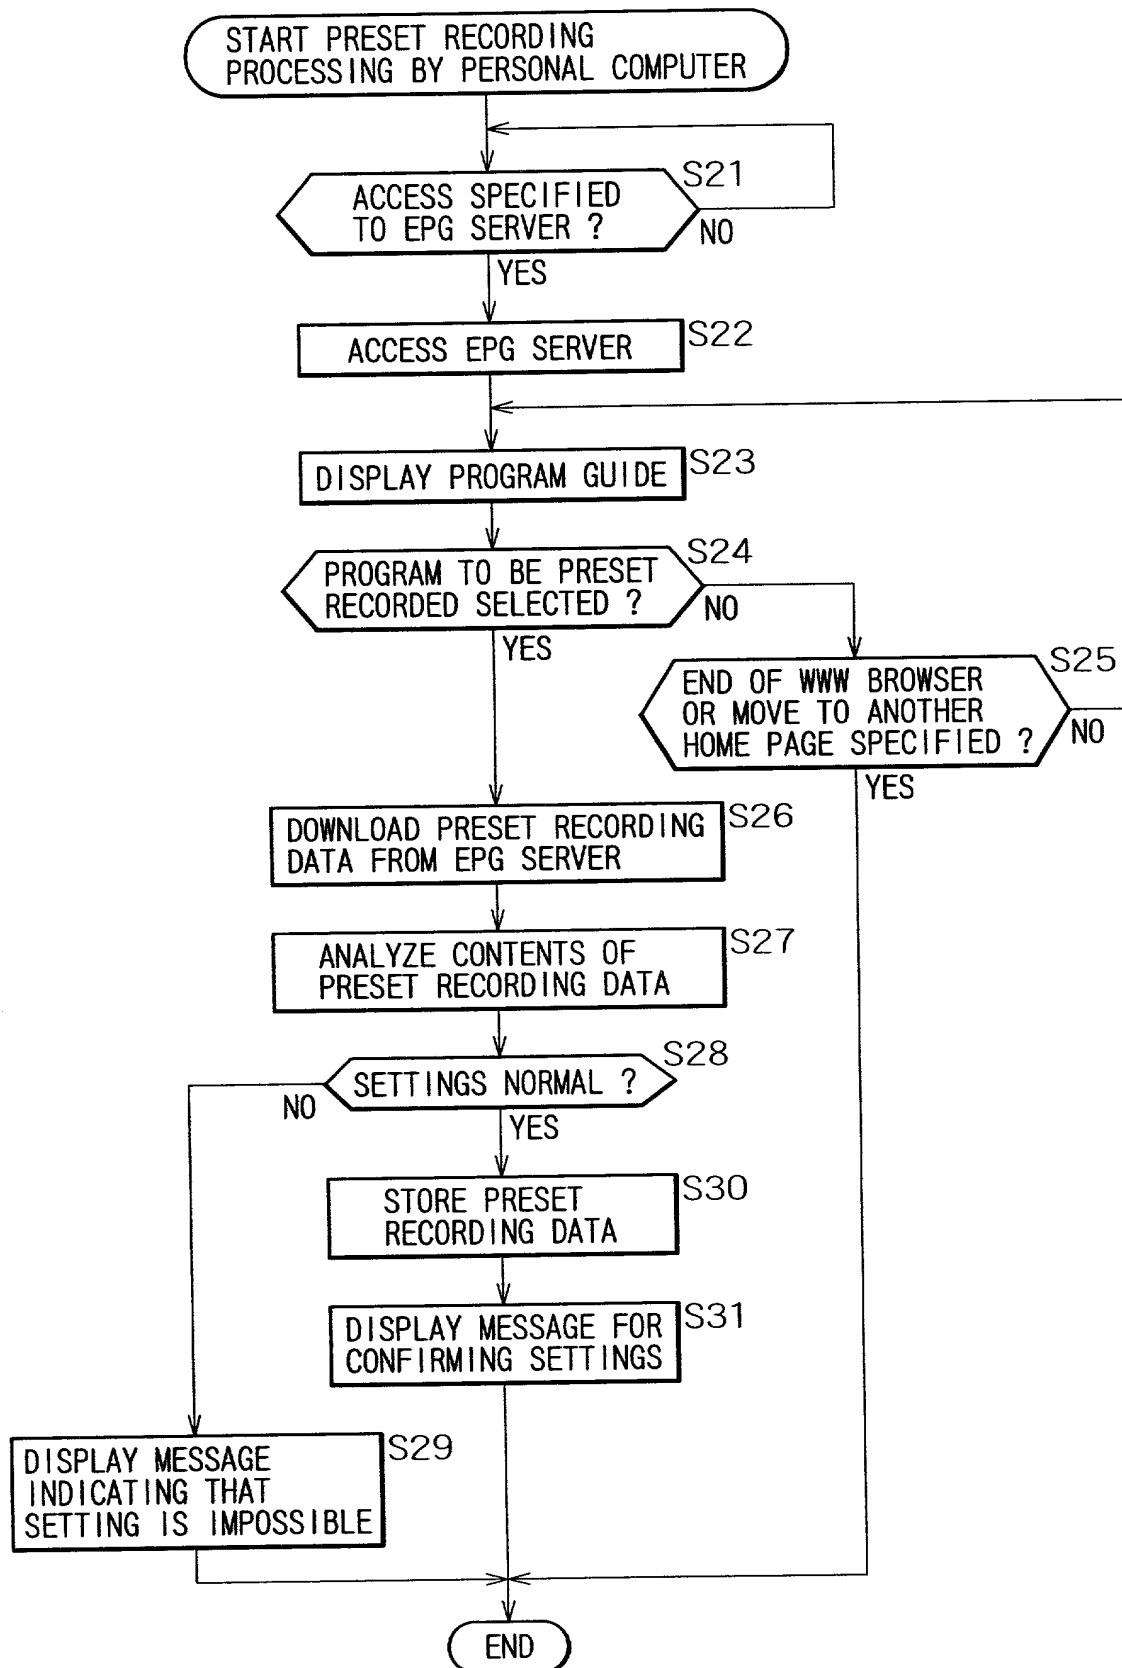 START PRESET RECORDING
PROCESSING BY PERSONAL COMPUTER
S21
ACCESS SPECIFIED
TO EPG SERVER ?
NO
YES
S22
ACCESS EPG SERVER
S23
DISPLAY PROGRAM GUIDE
S24
PROGRAM TO BE PRESET
RECORDED SELECTED ?
NO
YES
S25
END OF WWW BROWSER
OR MOVE TO ANOTHER
HOME PAGE SPECIFIED ?
NO
YES
S26
DOWNLOAD PRESET RECORDING
DATA FROM EPG SERVER
S27
ANALYZE CONTENTS OF
PRESET RECORDING DATA
S28
SETTINGS NORMAL ?
NO
YES
S30
STORE PRESET
RECORDING DATA
S31
DISPLAY MESSAGE FOR
CONFIRMING SETTINGS
S29
DISPLAY MESSAGE
INDICATING THAT
SETTING IS IMPOSSIBLE
END